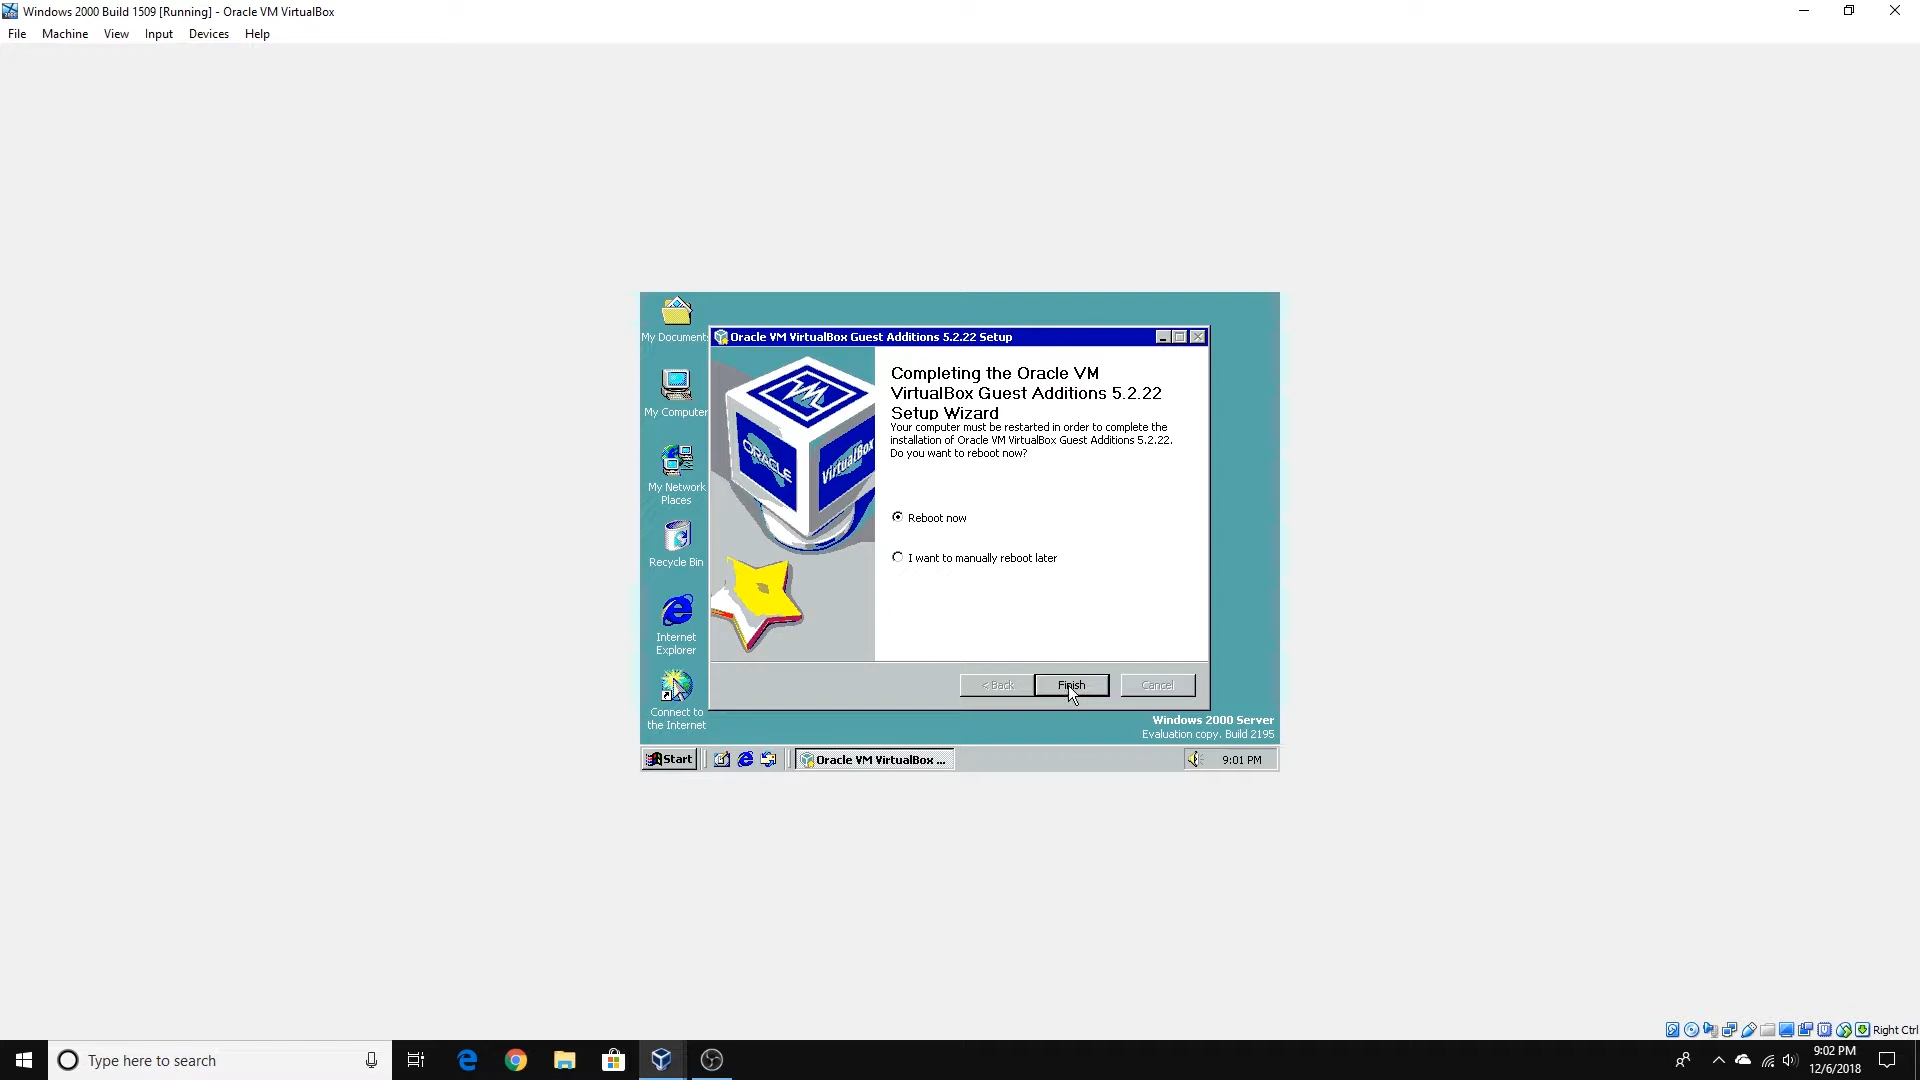 Windows 2000 Build 1509 [Running] - Oracle VM VirtualBox
File Machine View Input Devices Help
My Document
My Computer
My Network
Places
Recycle Bin
Internet
Explorer
Connect to
the Internet
Oracle VM VirtualBox Guest Additions 5.2.22 Setup
ORACLE
VirtualBox
Completing the Oracle VM
VirtualBox Guest Additions 5.2.22
Setup Wizard
Your computer must be restarted in order to complete the
installation of Oracle VM VirtualBox Guest Additions 5.2.22.
Do you want to reboot now?
Reboot now
I want to manually reboot later
< Back Finish Cancel
Windows 2000 Server
Evaluation copy. Build 2195
Start Oracle VM VirtualBox ... 9:01 PM
Right Ctrl
Type here to search
9:02 PM
12/6/2018